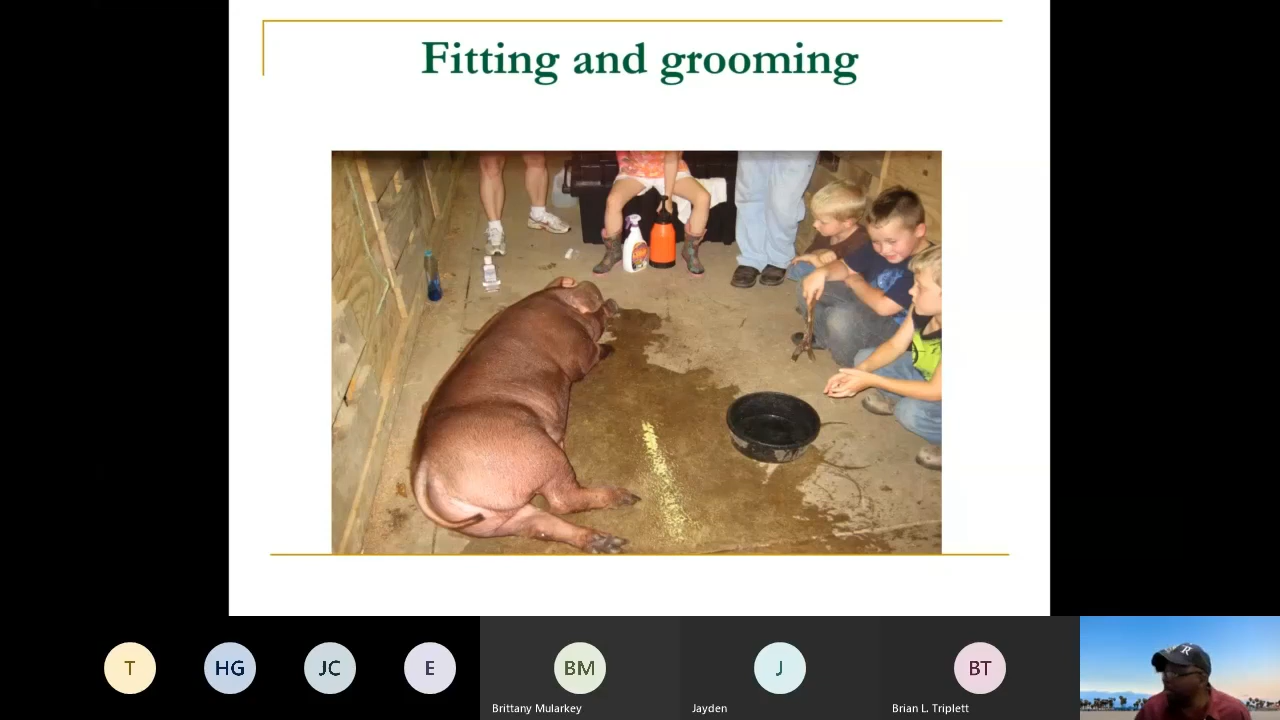 Fitting and grooming
T
HG
JC
E
BM
J
BT
Brittany Mularkey
Jayden
Brian L. Triplett
R